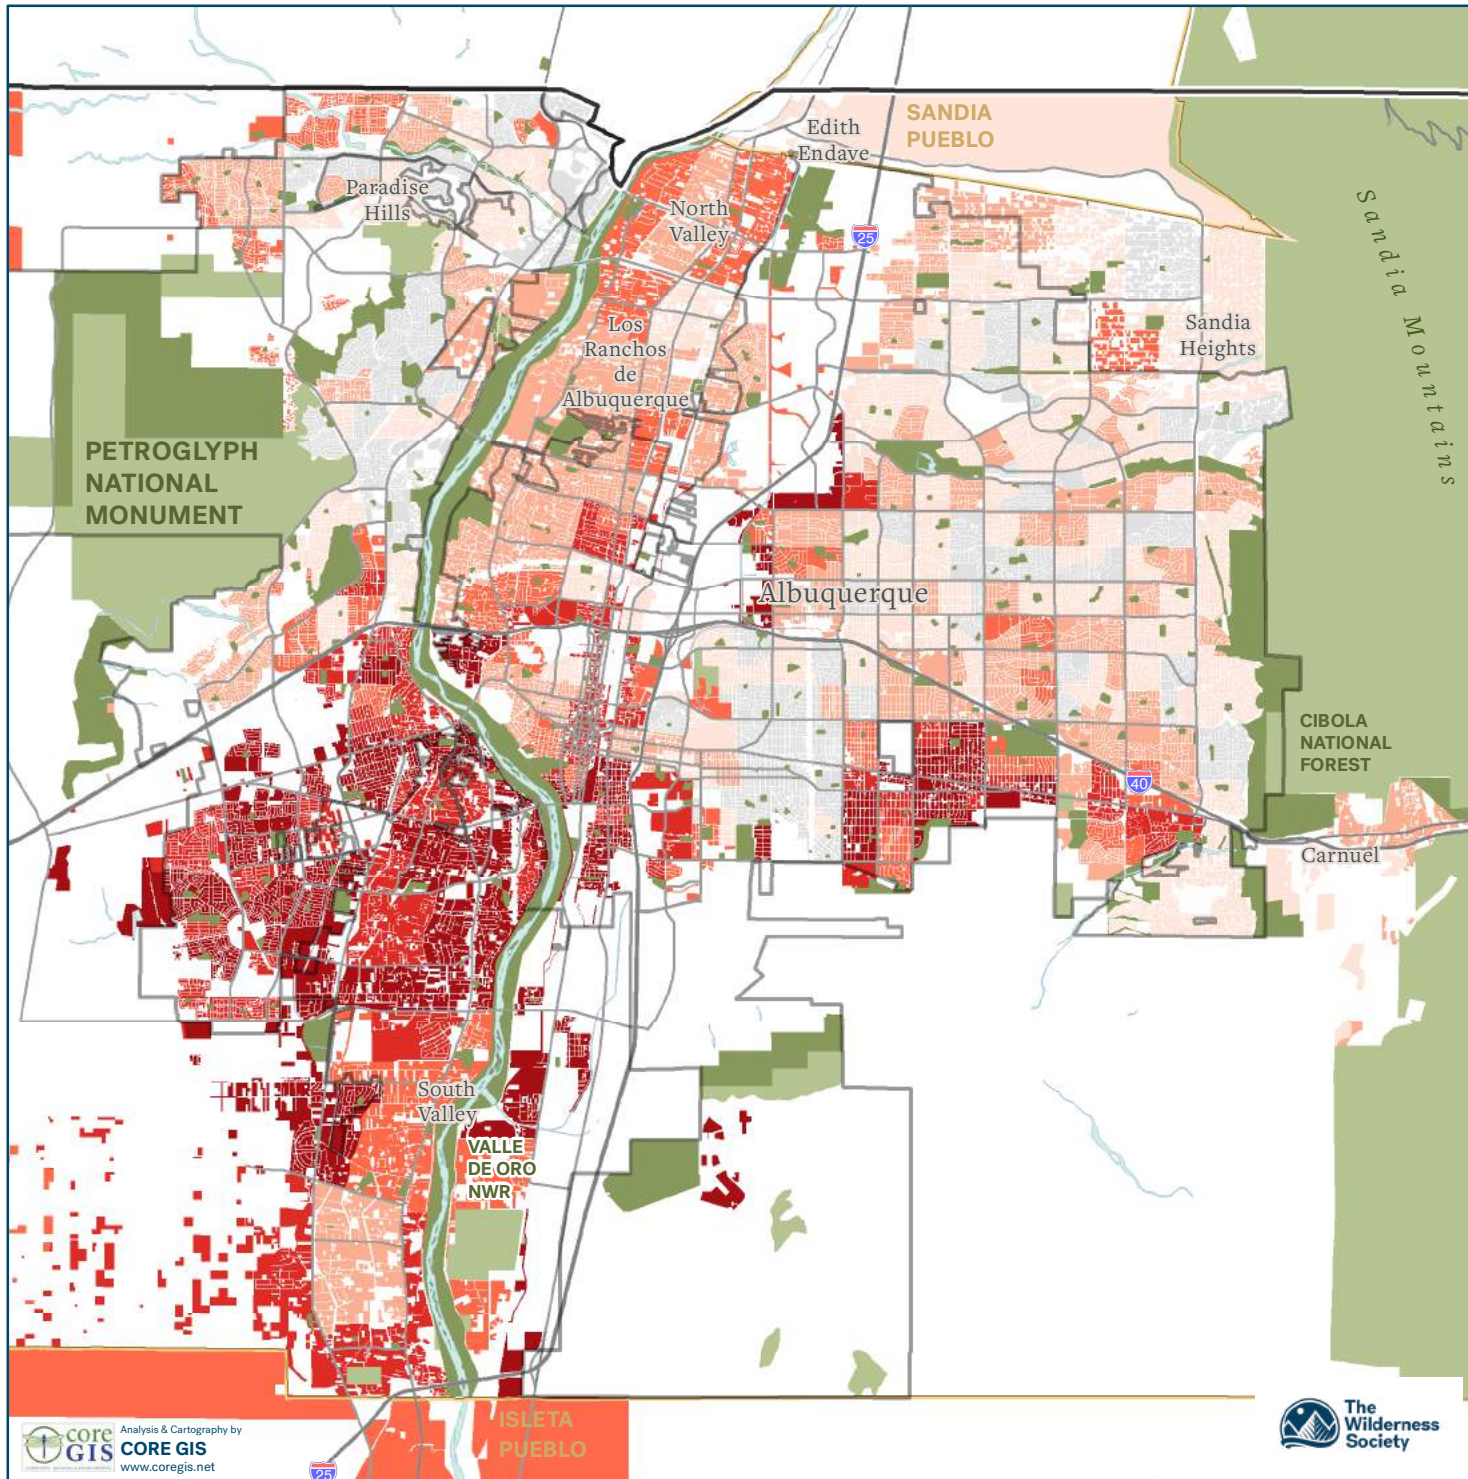 SANDIA
PUEBLO
Edith
Endave
Paradise
Hills
North
Valley
25
Sandia Mountains
Los
Ranchos
de
Albuquerque
Sandia
Heights
PETROGLYPH
NATIONAL
MONUMENT
Albuquerque
CIBOLA
NATIONAL
FOREST
40
Carnuel
South
Valley
VALLE
DE ORO
NWR
ISLETA
PUEBLO
25
core
GIS
Analysis & Cartography by
CORE GIS
www.coregis.net
The
Wilderness
Society